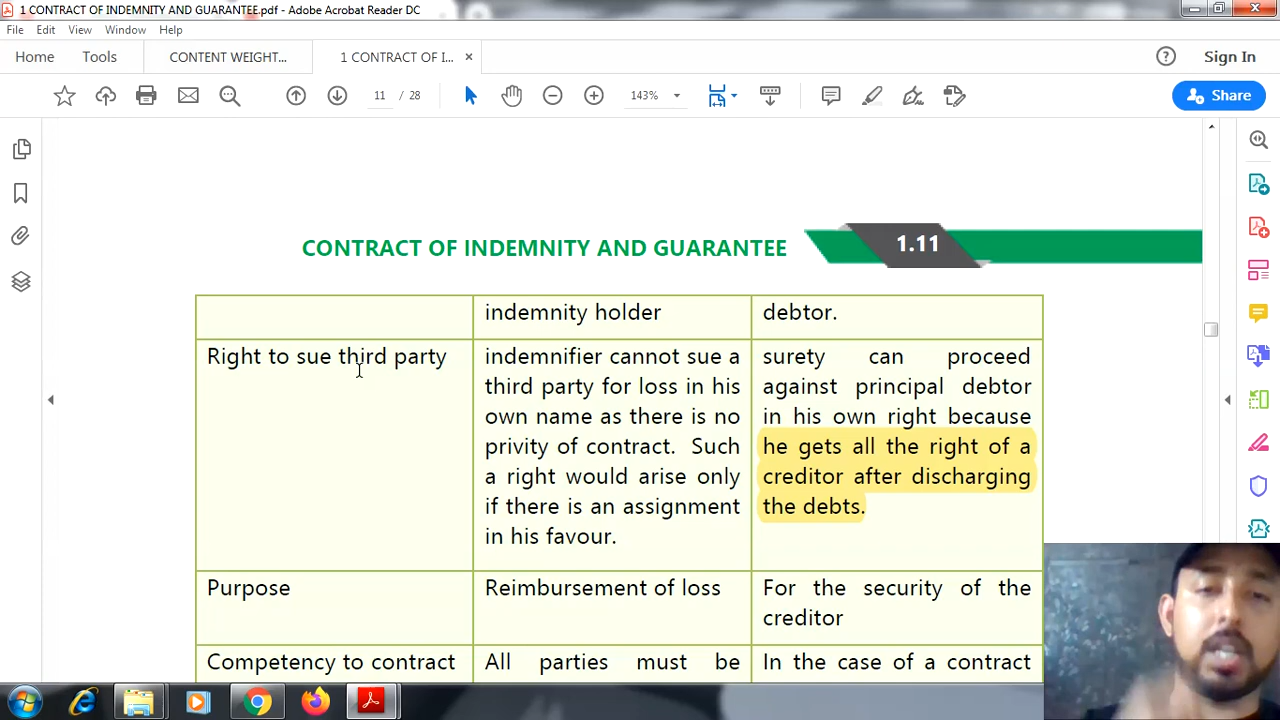 1 CONTRACT OF INDEMNITY AND GUARANTEE.pdf - Adobe Acrobat Reader DC
File Edit View Window Help
Home Tools CONTENT WEIGHT... 1 CONTRACT OF I... × ? Sign In
11 / 28 143% Share
CONTRACT OF INDEMNITY AND GUARANTEE 1.11
indemnity holder debtor.
Right to sue third party
indemnifier cannot sue a
third party for loss in his
own name as there is no
privity of contract. Such
a right would arise only
if there is an assignment
in his favour.
surety can proceed
against principal debtor
in his own right because
he gets all the right of a
creditor after discharging
the debts.
Purpose
Reimbursement of loss
For the security of the
creditor
Competency to contract
All parties must be
In the case of a contract